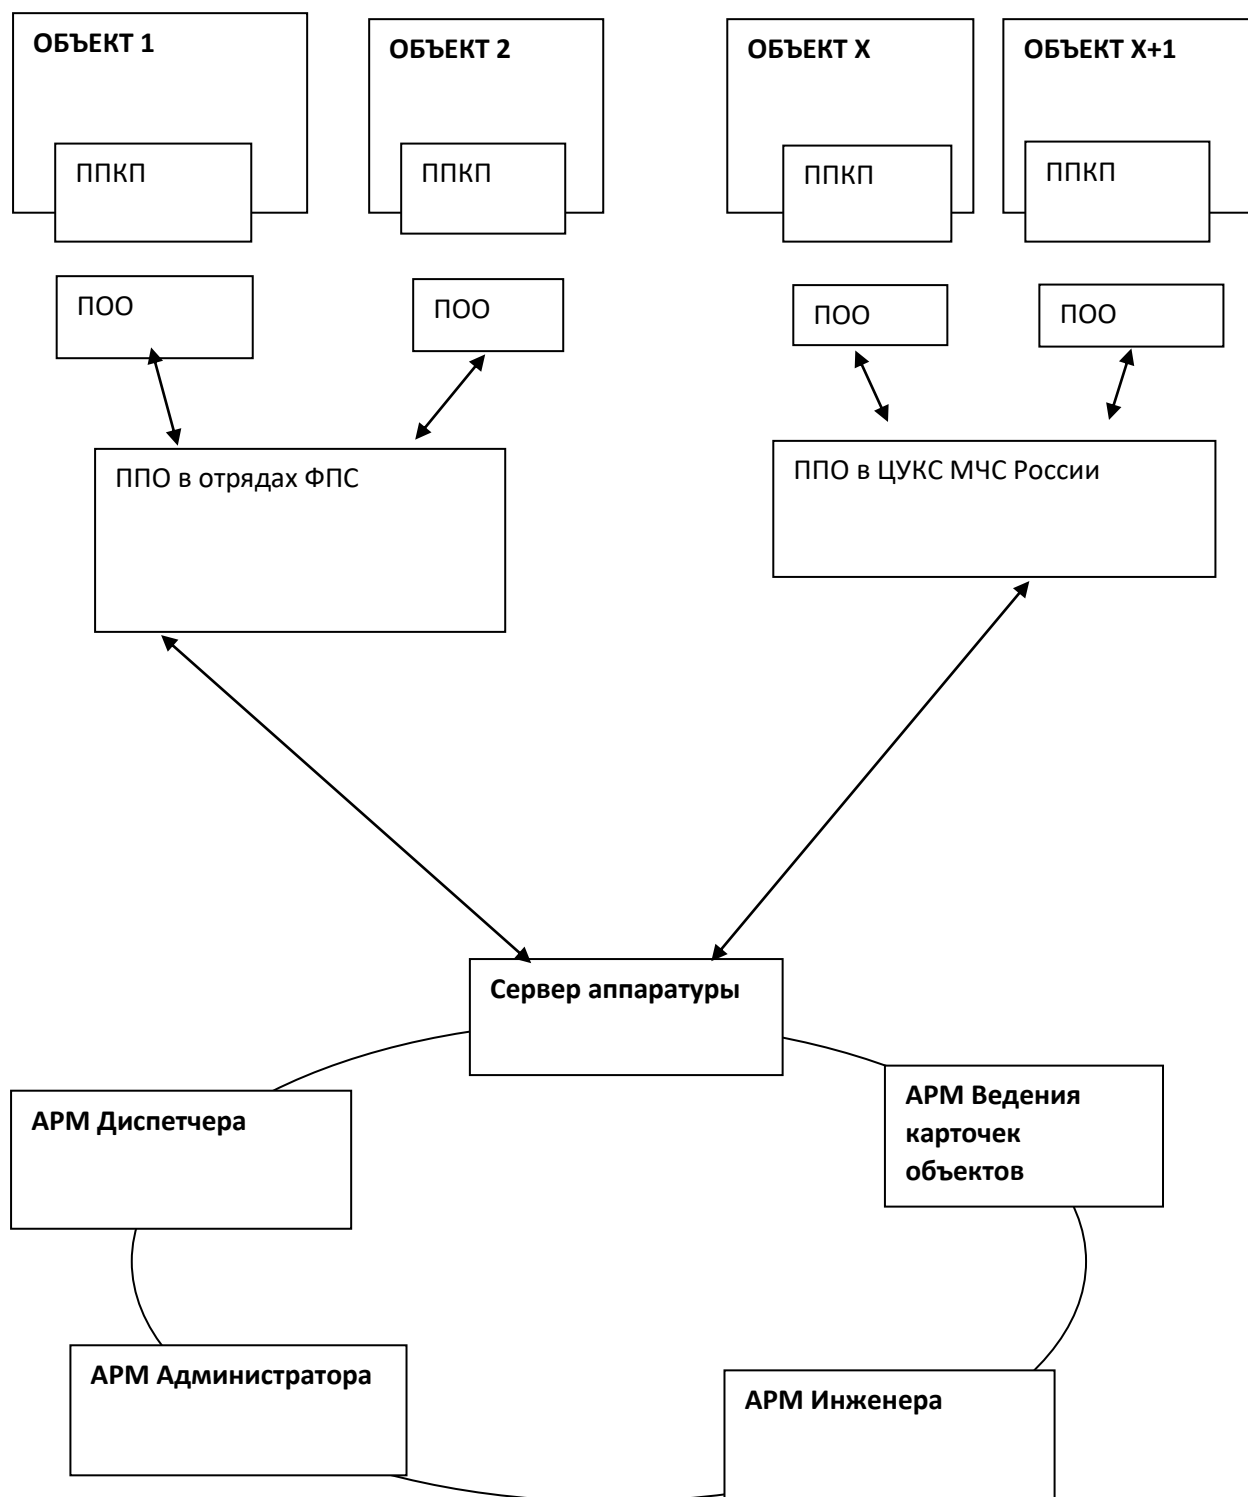 ОБЪЕКТ 1
ОБЪЕКТ 2
ОБЪЕКТ X
ОБЪЕКТ X+1
ППКП
ППКП
ППКП
ППКП
ПОО
ПОО
ПОО
ПОО
ППО в отрядах ФПС
ППО в ЦУКС МЧС России
Сервер аппаратуры
АРМ Диспетчера
АРМ Ведения
карточек
объектов
АРМ Администратора
АРМ Инженера